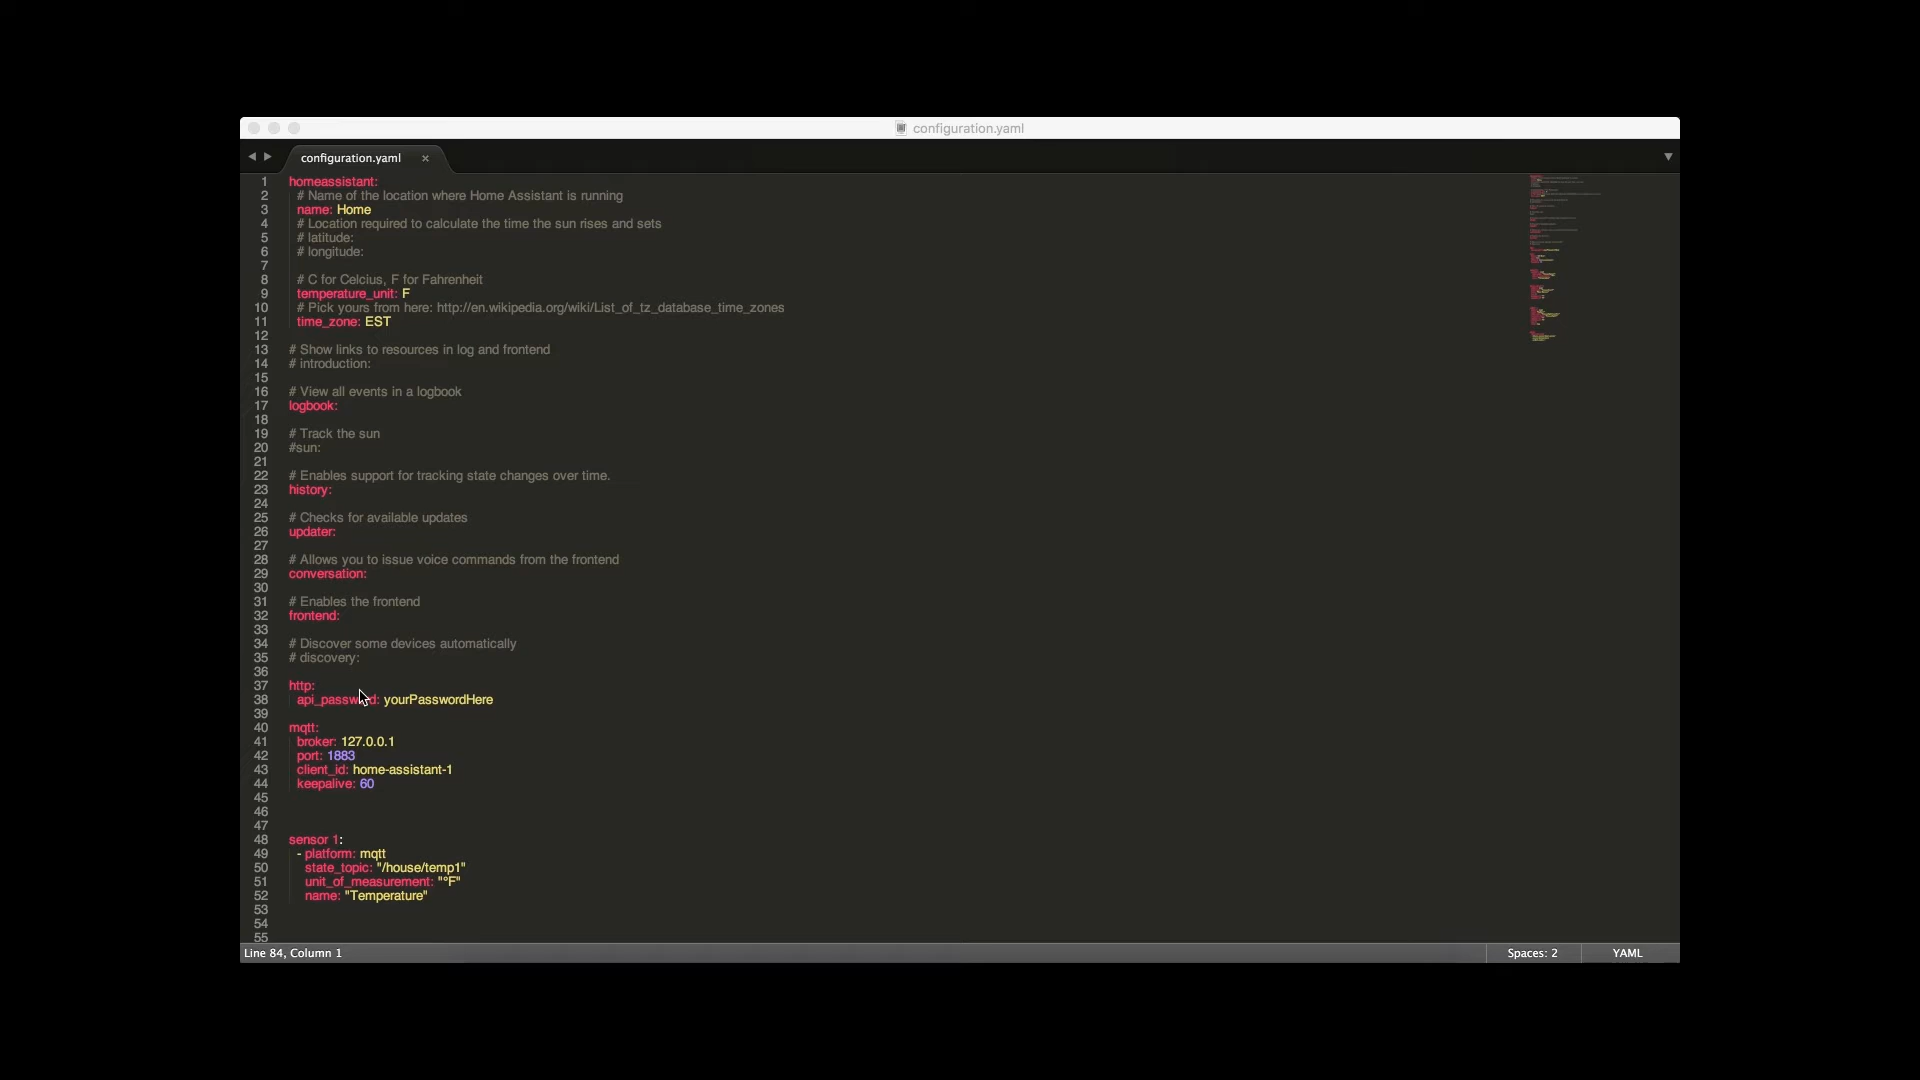 configuration.yaml
configuration.yaml
1 homeassistant:
2 # Name of the location where Home Assistant is running
3 name: Home
4 # Location required to calculate the time the sun rises and sets
5 # latitude:
6 # longitude:
7
8 # C for Celcius, F for Fahrenheit
9 temperature_unit: F
10 # Pick yours from here: http://en.wikipedia.org/wiki/List_of_tz_database_time_zones
11 time_zone: EST
12
13 # Show links to resources in log and frontend
14 # introduction:
15
16 # View all events in a logbook
17 logbook:
18
19 # Track the sun
20 #sun:
21
22 # Enables support for tracking state changes over time.
23 history:
24
25 # Checks for available updates
26 updater:
27
28 # Allows you to issue voice commands from the frontend
29 conversation:
30
31 # Enables the frontend
32 frontend:
33
34 # Discover some devices automatically
35 # discovery:
36
37 http:
38 api_password: yourPasswordHere
39
40 mqtt:
41 broker: 127.0.0.1
42 port: 1883
43 client_id: home-assistant-1
44 keepalive: 60
45
46
47
48 sensor 1:
49 - platform: mqtt
50 state_topic: "/house/temp1"
51 unit_of_measurement: "°F"
52 name: "Temperature"
53
54
55
Line 84, Column 1 Spaces: 2 YAML